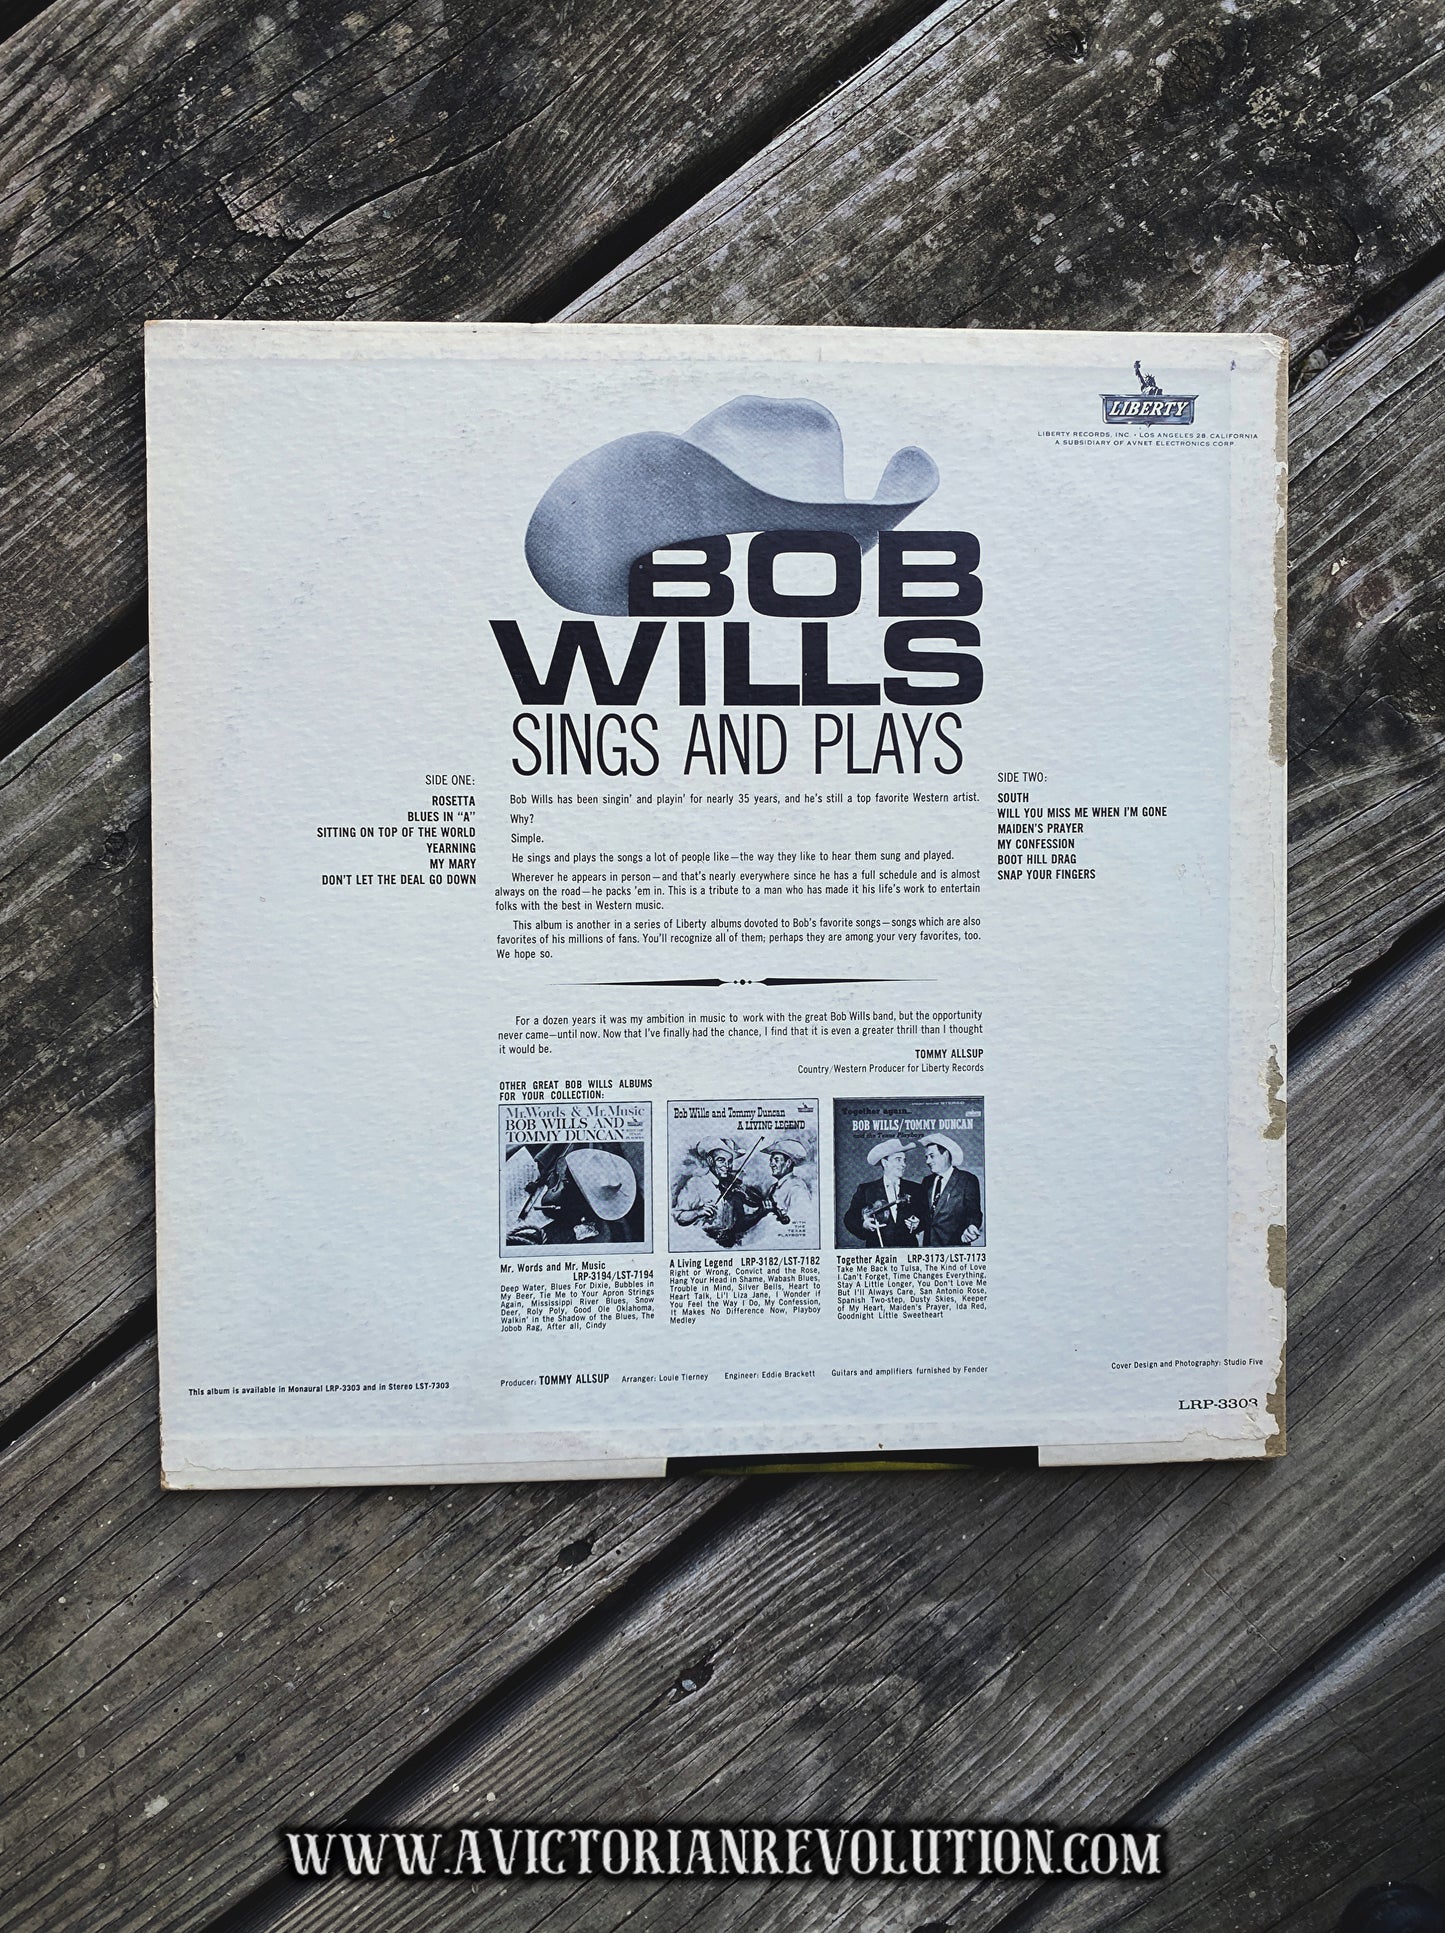 LIBERTY
LIBERTY RECORDS, INC. • LOS ANGELES 28, CALIFORNIA
A SUBSIDIARY OF AVNET ELECTRONICS CORP.
BOB
WILLS
SINGS AND PLAYS
SIDE ONE:
ROSETTA
BLUES IN “A”
SITTING ON TOP OF THE WORLD
YEARNING
MY MARY
DON'T LET THE DEAL GO DOWN
Bob Wills has been singin' and playin' for nearly 35 years, and he's still a top favorite Western artist.
Why?
Simple.
He sings and plays the songs a lot of people like—the way they like to hear them sung and played.
Wherever he appears in person—and that's nearly everywhere since he has a full schedule and is almost
always on the road—he packs 'em in. This is a tribute to a man who has made it his life's work to entertain
folks with the best in Western music.
This album is another in a series of Liberty albums dovoted to Bob's favorite songs—songs which are also
favorites of his millions of fans. You'll recognize all of them; perhaps they are among your very favorites, too.
We hope so.
SIDE TWO:
SOUTH
WILL YOU MISS ME WHEN I'M GONE
MAIDEN'S PRAYER
MY CONFESSION
BOOT HILL DRAG
SNAP YOUR FINGERS
For a dozen years it was my ambition in music to work with the great Bob Wills band, but the opportunity
never came—until now. Now that I've finally had the chance, I find that it is even a greater thrill than I thought
it would be.
TOMMY ALLSUP
Country/Western Producer for Liberty Records
OTHER GREAT BOB WILLS ALBUMS
FOR YOUR COLLECTION:
Mr. Words & Mr. Music
BOB WILLS AND
TOMMY DUNCAN
Mr. Words and Mr. Music
LRP-3194/LST-7194
Deep Water, Blues For Dixie, Bubbles in
My Beer, Tie Me to Your Apron Strings
Again, Mississippi River Blues, Snow
Deer, Roly Poly, Good Ole Oklahoma,
Walkin' in the Shadow of the Blues, The
Jobob Rag, After all, Cindy
Bob Wills and Tommy Duncan
A LIVING LEGEND
WITH
THE
TEXAS
PLAYBOYS
A Living Legend LRP-3182/LST-7182
Right or Wrong, Convict and the Rose,
Hang Your Head in Shame, Wabash Blues,
Trouble in Mind, Silver Bells, Heart to
Heart Talk, Li'l Liza Jane, I Wonder if
You Feel the Way I Do, My Confession,
It Makes No Difference Now, Playboy
Medley
Together again..
BOB WILLS/TOMMY DUNCAN
and the Texas Playboys
Together Again LRP-3173/LST-7173
Take Me Back to Tulsa, The Kind of Love
I Can't Forget, Time Changes Everything,
Stay A Little Longer, You Don't Love Me
But I'll Always Care, San Antonio Rose,
Spanish Two-step, Dusty Skies, Keeper
of My Heart, Maiden's Prayer, Ida Red,
Goodnight Little Sweetheart
This album is available in Monaural LRP-3303 and in Stereo LST-7303
Producer: TOMMY ALLSUP Arranger: Louie Tierney Engineer: Eddie Brackett Guitars and amplifiers furnished by Fender
Cover Design and Photography: Studio Five
LRP-3303
WWW.AVICTORIANREVOLUTION.COM